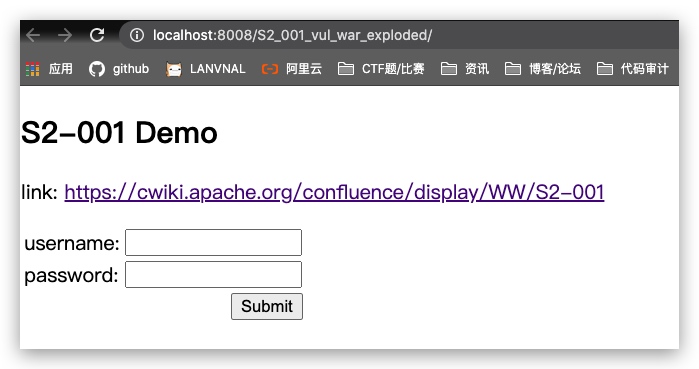 localhost:8008/S2_001_vul_war_exploded/
应用 github LANVNAL 阿里云 CTF题/比赛 资讯 博客/论坛 代码审计
S2-001 Demo
link: https://cwiki.apache.org/confluence/display/WW/S2-001
username:
password:
Submit